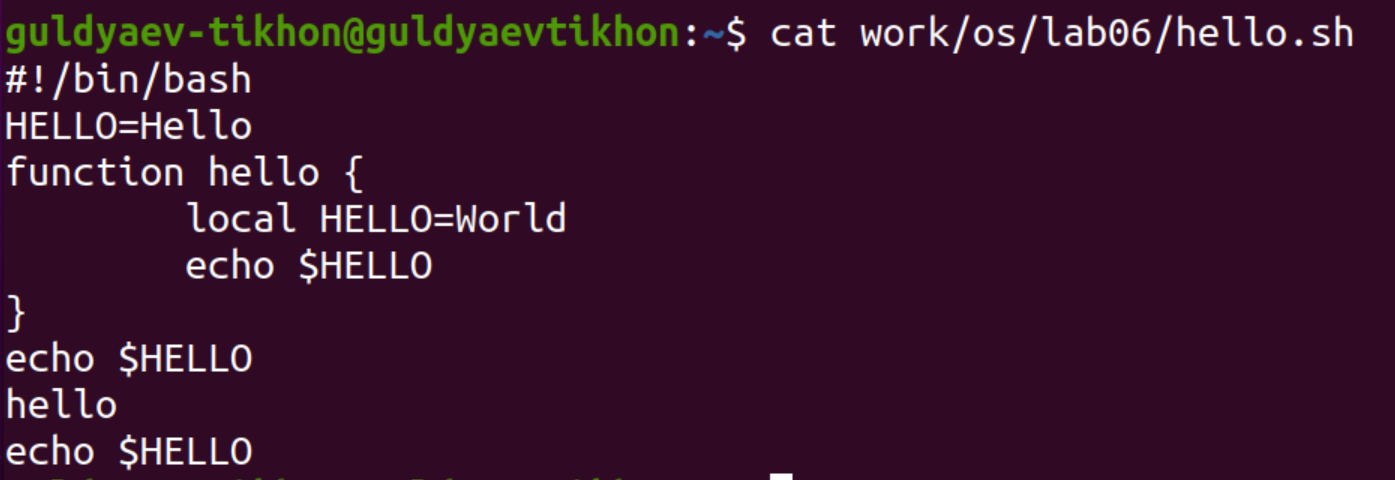 guldyaev-tikhon@guldyaevtikhon:~$ cat work/os/lab06/hello.sh
#!/bin/bash
HELLO=Hello
function hello {
        local HELLO=World
        echo $HELLO
}
echo $HELLO
hello
echo $HELLO